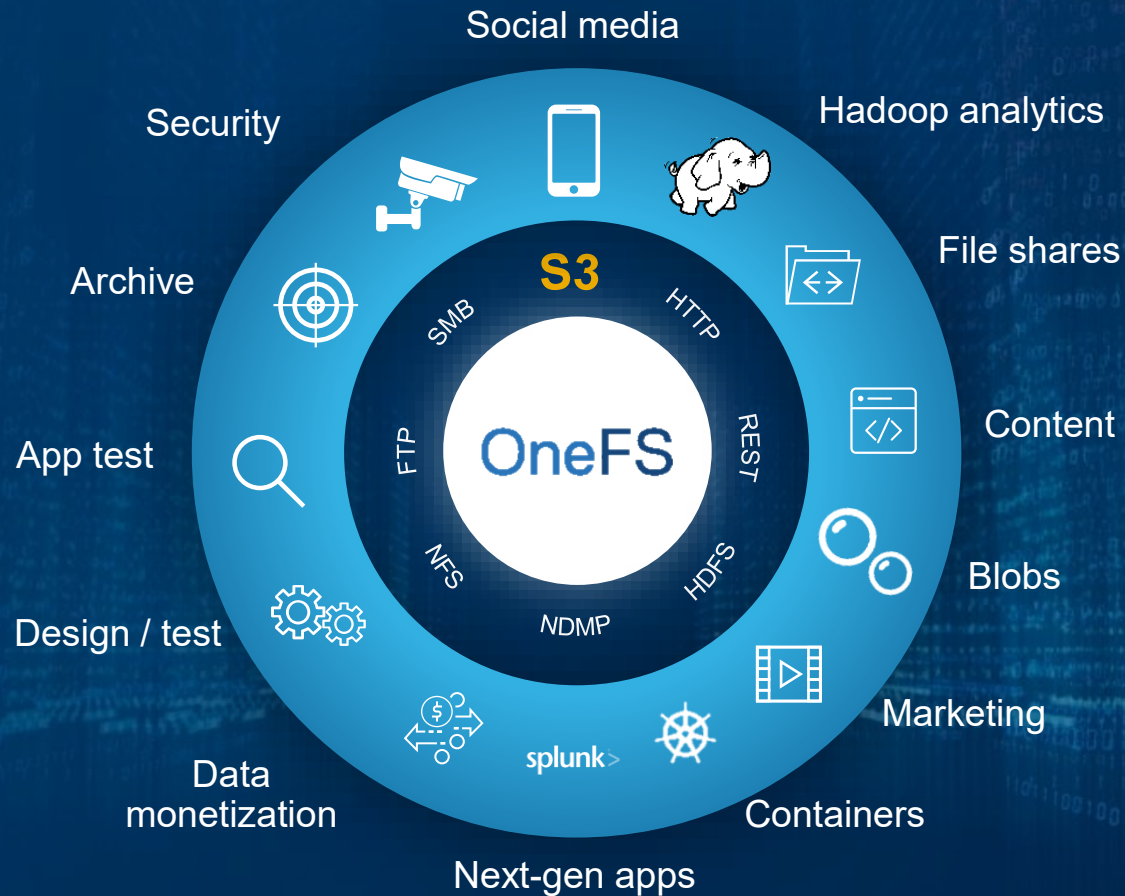 Social media
Hadoop analytics
Security
File shares
S3
Archive
SMB
HTTP
OneFS
FTP
REST
Content
App test
NFS
HDFS
Blobs
NDMP
Design / test
Marketing
splunk>
Data
monetization
Containers
Next-gen apps